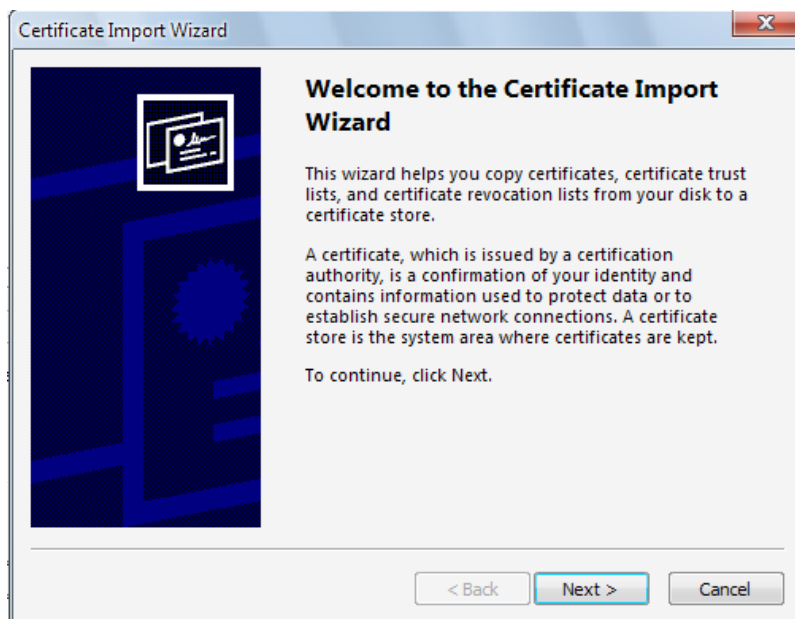 Certificate Import Wizard
Welcome to the Certificate Import
Wizard
This wizard helps you copy certificates, certificate trust
lists, and certificate revocation lists from your disk to a
certificate store.
A certificate, which is issued by a certification
authority, is a confirmation of your identity and
contains information used to protect data or to
establish secure network connections. A certificate
store is the system area where certificates are kept.
To continue, click Next.
< Back Next > Cancel